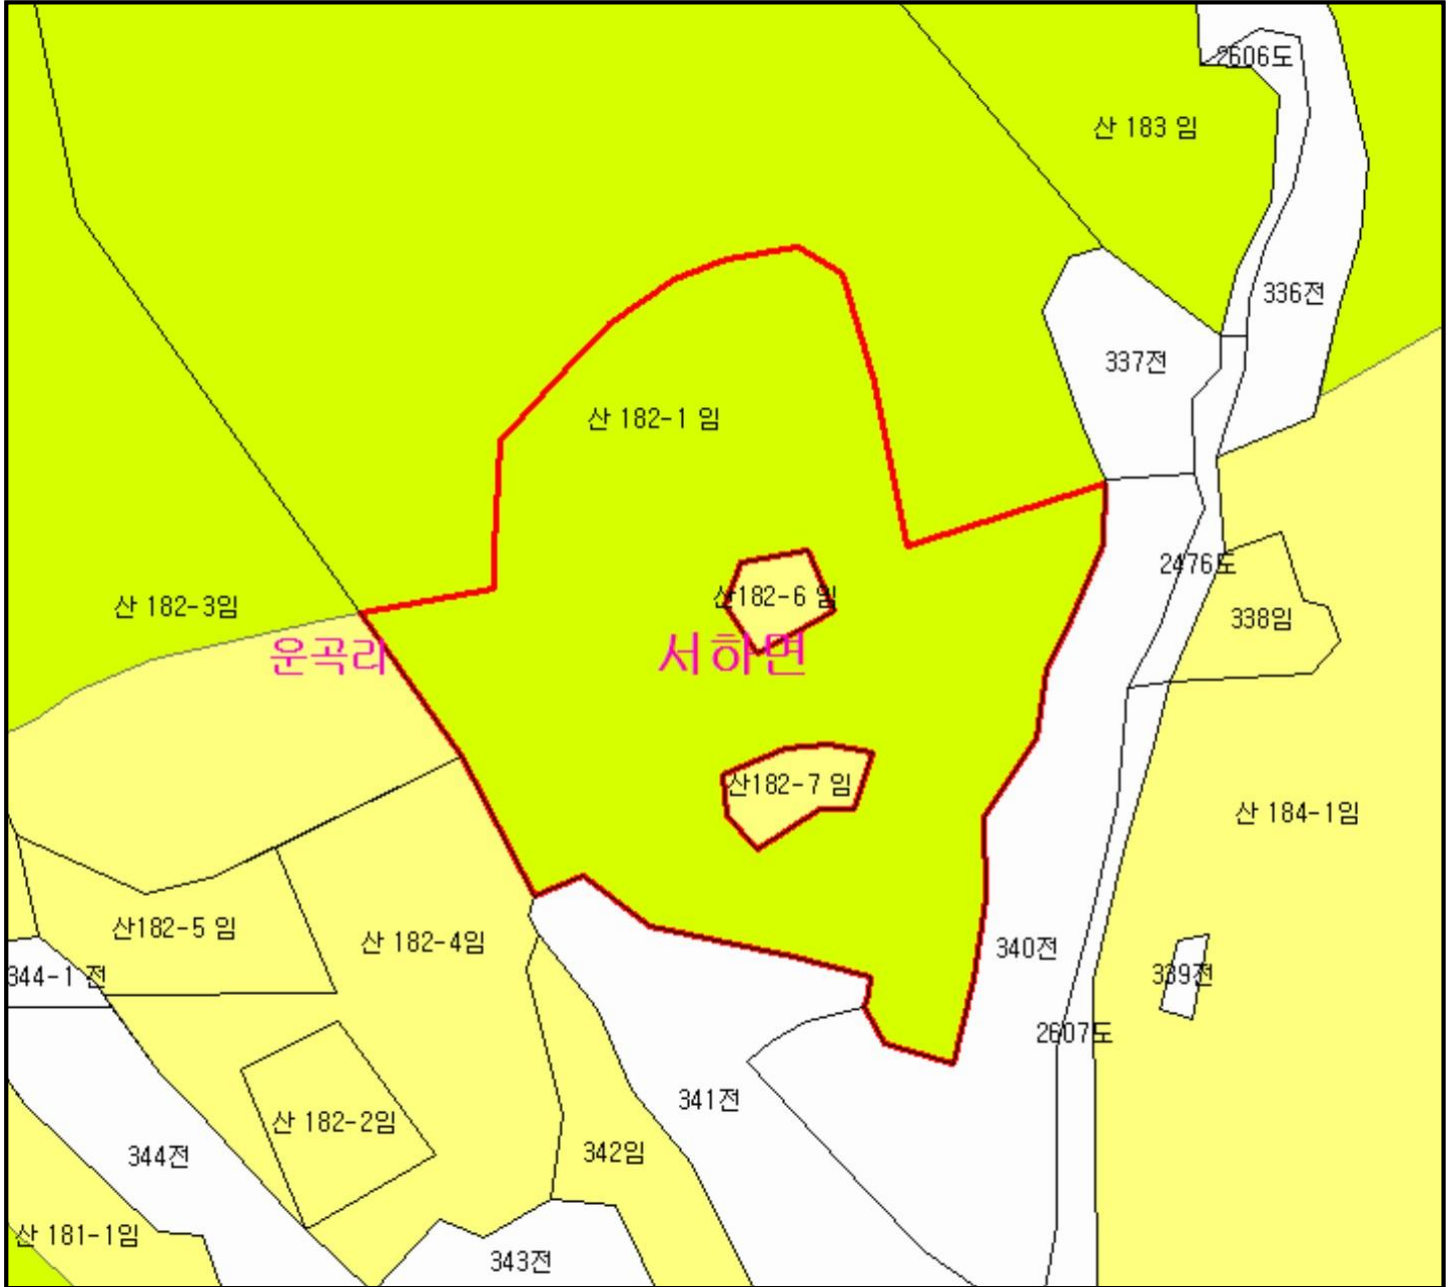 2606도
산 183 임
336전
337전
산 182-1 임
2476도
산182-6 임
산 182-3임
338임
운곡리
서하면
산182-7 임
산 184-1임
산182-5 임
산 182-4임
340전
344-1 전
339전
2607도
341전
산 182-2임
342임
344전
산 181-1임
343전